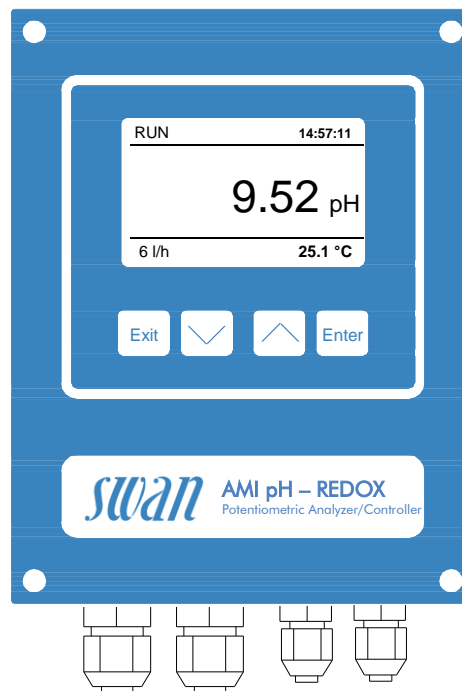 RUN 14:57:11
9.52 pH
6 l/h 25.1 °C
Exit Enter
swan AMI pH – REDOX
Potentiometric Analyzer/Controller